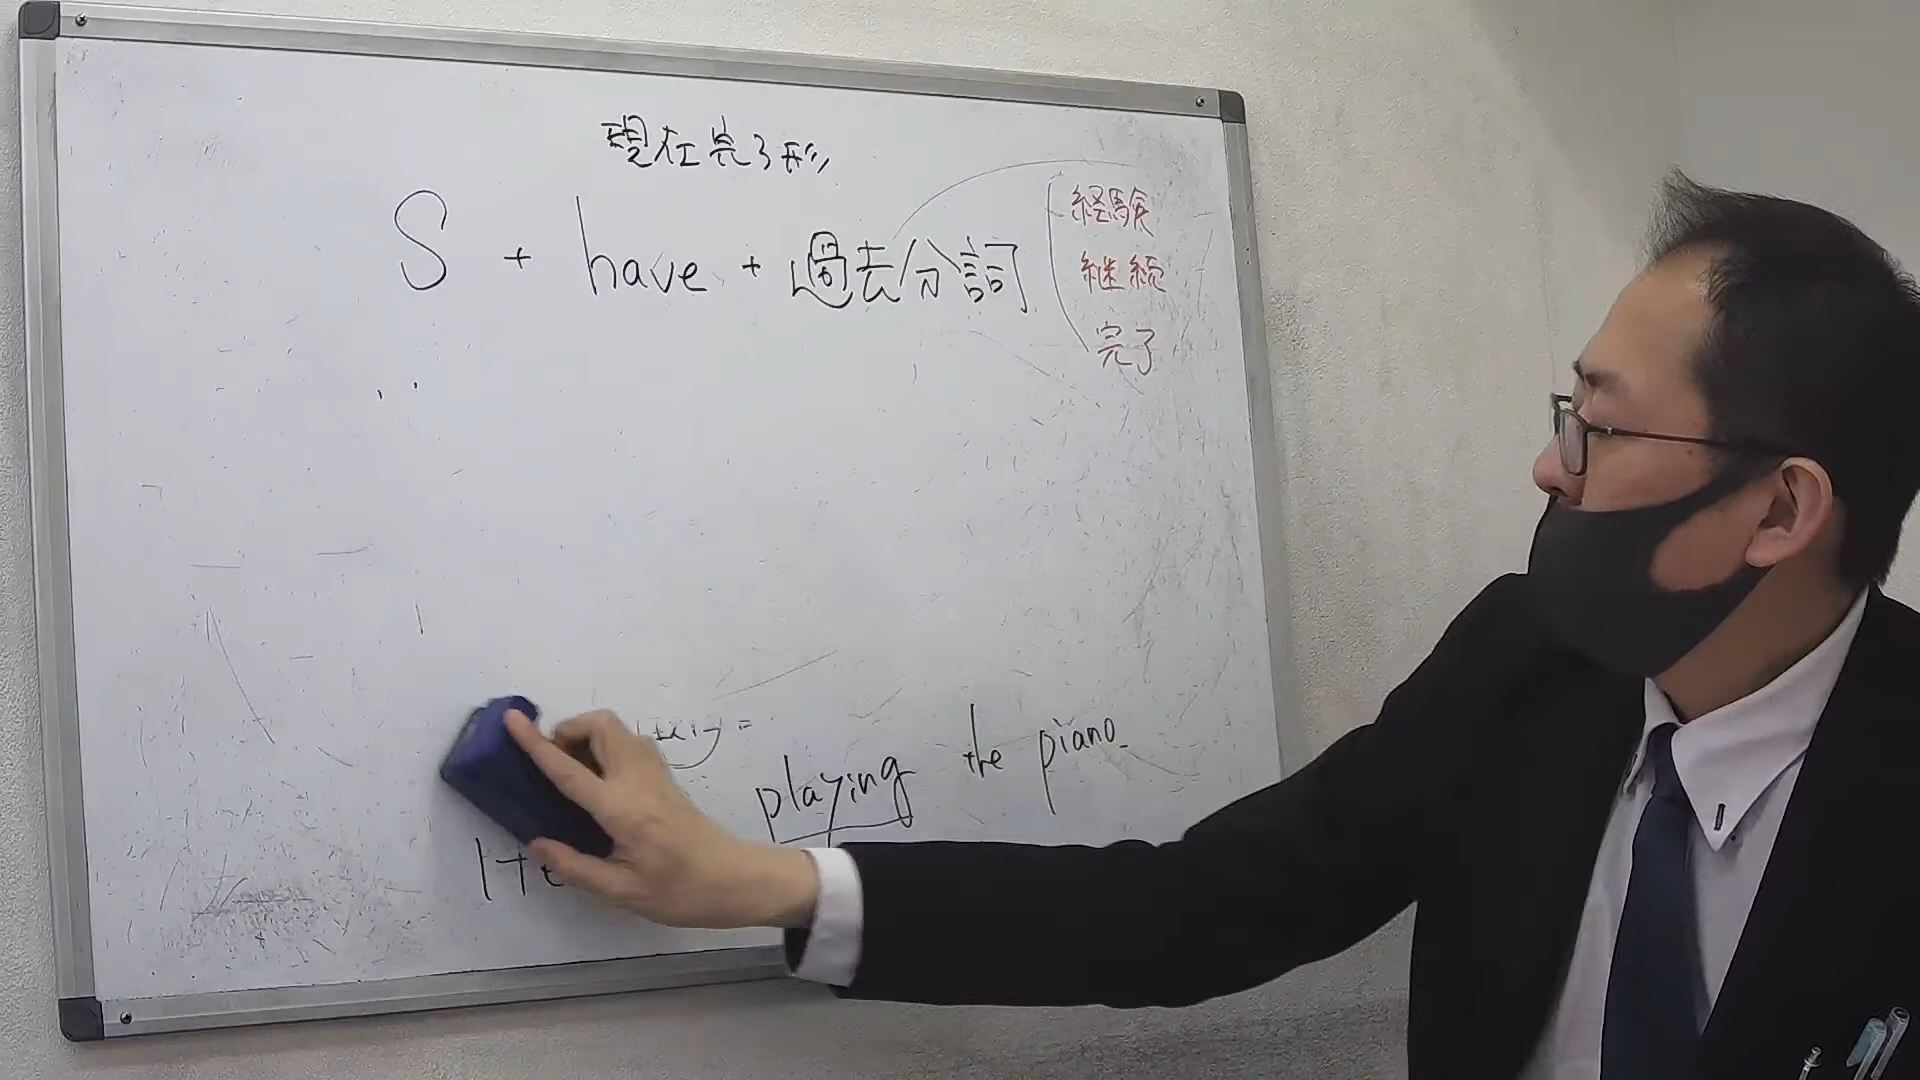 現在完了形
S + have + 過去分詞
経験
継続
完了
playing the piano